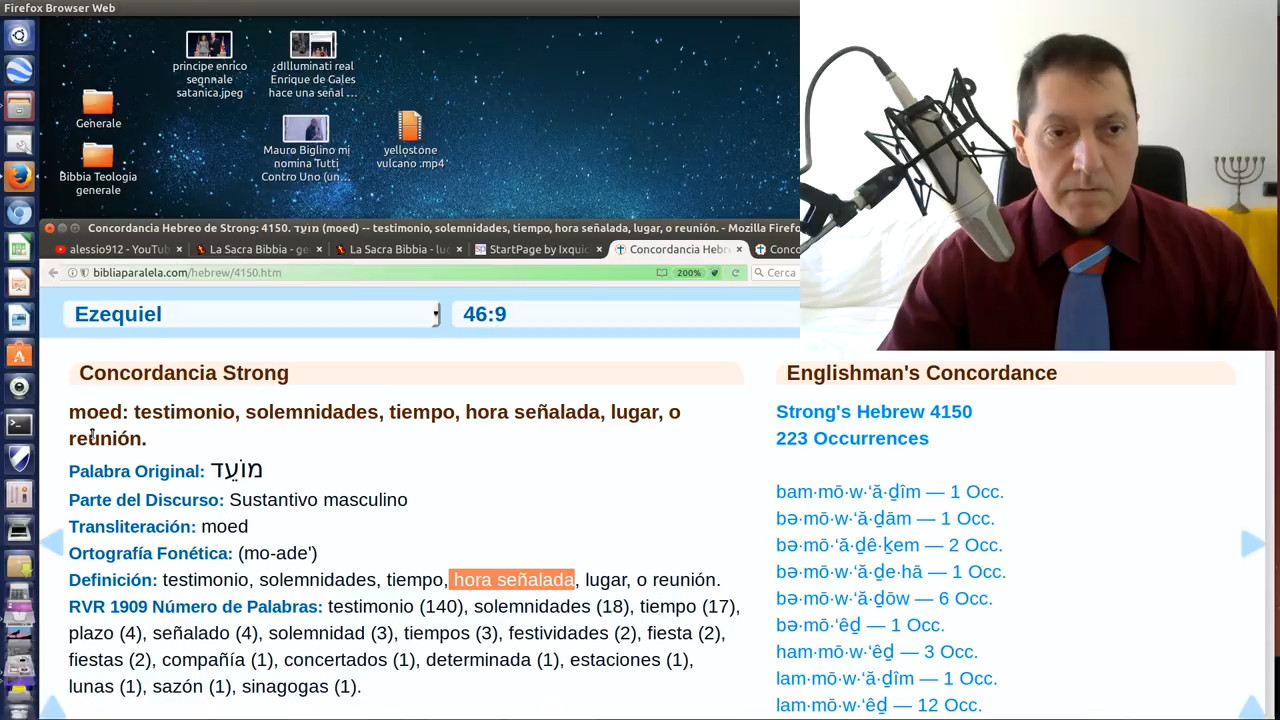 Firefox Browser Web
principe enrico
segnnale
satanica.jpeg
¿dIlluminati real
Enrique de Gales
hace una señal ...
Generale
Bibbia Teologia
generale
Mauro Biglino mi
nomina Tutti
Contro Uno (un...
yellostone
vulcano .mp4
Concordancia Hebreo de Strong: 4150. מוֹעֵד (moed) -- testimonio, solemnidades, tiempo, hora señalada, lugar, o reunión. - Mozilla Firefo
alessio912 - YouTub
La Sacra Bibbia - ge
La Sacra Bibbia - lu
StartPage by Ixquic
Concordancia Hebre
Conco
bibliaparalela.com/hebrew/4150.htm
200%
Cerca
Ezequiel
46:9
Concordancia Strong
moed: testimonio, solemnidades, tiempo, hora señalada, lugar, o
reunión.
Palabra Original: מוֹעֵד
Parte del Discurso: Sustantivo masculino
Transliteración: moed
Ortografía Fonética: (mo-ade')
Definición: testimonio, solemnidades, tiempo, hora señalada, lugar, o reunión.
RVR 1909 Número de Palabras: testimonio (140), solemnidades (18), tiempo (17),
plazo (4), señalado (4), solemnidad (3), tiempos (3), festividades (2), fiesta (2),
fiestas (2), compañía (1), concertados (1), determinada (1), estaciones (1),
lunas (1), sazón (1), sinagogas (1).
Englishman's Concordance
Strong's Hebrew 4150
223 Occurrences
bam·mō·w·‘ă·ḏîm — 1 Occ.
bə·mō·w·‘ă·ḏām — 1 Occ.
bə·mō·‘ă·ḏê·ḵem — 2 Occ.
bə·mō·w·‘ă·ḏe·hā — 1 Occ.
bə·mō·w·‘ă·ḏōw — 6 Occ.
bə·mō·‘êḏ — 1 Occ.
ham·mō·w·‘êḏ — 3 Occ.
lam·mō·w·‘ă·ḏîm — 1 Occ.
lam·mō·w·‘êḏ — 12 Occ.